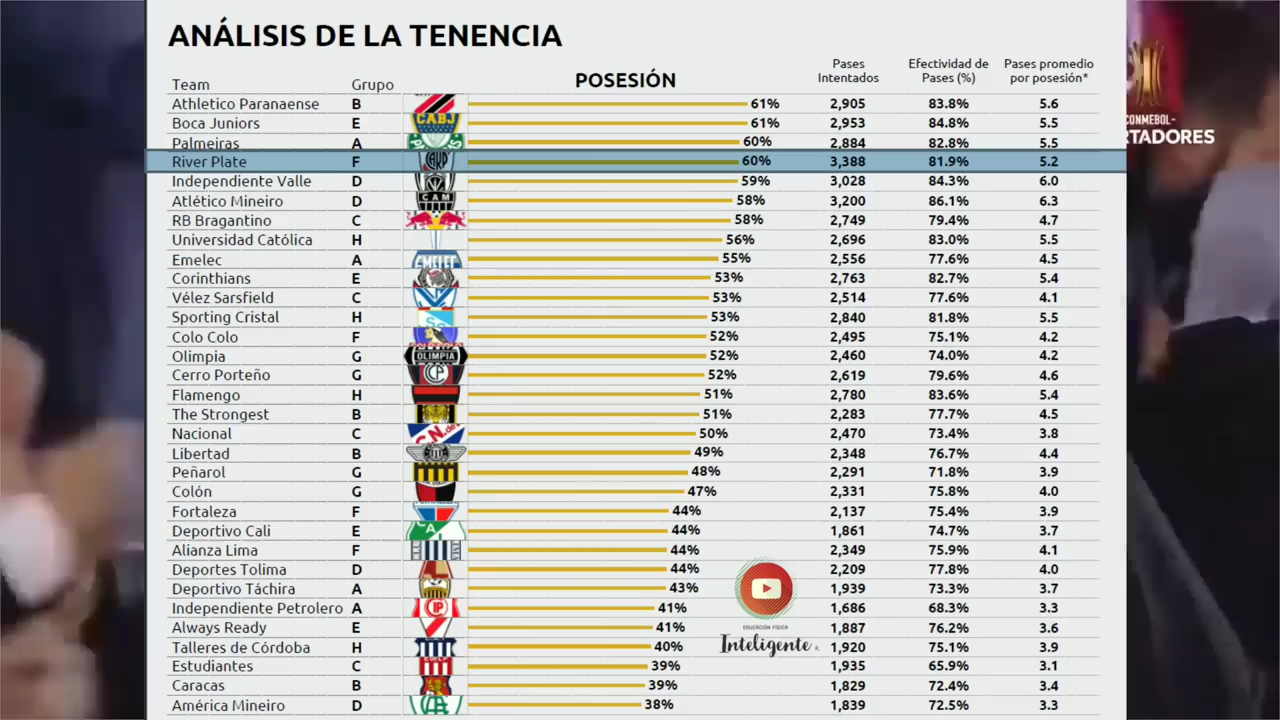 ANÁLISIS DE LA TENENCIA
Team Grupo POSESIÓN Pases Intentados Efectividad de Pases (%) Pases promedio por posesión*
Athletico Paranaense B 61% 2,905 83.8% 5.6
Boca Juniors E CABJ 61% 2,953 84.8% 5.5
Palmeiras A 60% 2,884 82.8% 5.5
River Plate F CARP 60% 3,388 81.9% 5.2
Independiente Valle D 59% 3,028 84.3% 6.0
Atlético Mineiro D CAM 58% 3,200 86.1% 6.3
RB Bragantino C 58% 2,749 79.4% 4.7
Universidad Católica H 56% 2,696 83.0% 5.5
Emelec A EMELEC 55% 2,556 77.6% 4.5
Corinthians E 53% 2,763 82.7% 5.4
Vélez Sarsfield C 53% 2,514 77.6% 4.1
Sporting Cristal H SC 53% 2,840 81.8% 5.5
Colo Colo F 52% 2,495 75.1% 4.2
Olimpia G OLIMPIA 52% 2,460 74.0% 4.2
Cerro Porteño G CP 52% 2,619 79.6% 4.6
Flamengo H 51% 2,780 83.6% 5.4
The Strongest B 51% 2,283 77.7% 4.5
Nacional C C.N.deF 50% 2,470 73.4% 3.8
Libertad B 49% 2,348 76.7% 4.4
Peñarol G 48% 2,291 71.8% 3.9
Colón G 47% 2,331 75.8% 4.0
Fortaleza F 44% 2,137 75.4% 3.9
Deportivo Cali E CA 44% 1,861 74.7% 3.7
Alianza Lima F 44% 2,349 75.9% 4.1
Deportes Tolima D 44% 2,209 77.8% 4.0
Deportivo Táchira A 43% 1,939 73.3% 3.7
Independiente Petrolero A IP 41% 1,686 68.3% 3.3
Always Ready E 41% 1,887 76.2% 3.6
Talleres de Córdoba H 40% 1,920 75.1% 3.9
Estudiantes C 39% 1,935 65.9% 3.1
Caracas B 39% 1,829 72.4% 3.4
América Mineiro D 38% 1,839 72.5% 3.3
EDUCACIÓN FÍSICA
Inteligente
CONMEBOL-
RTADORES